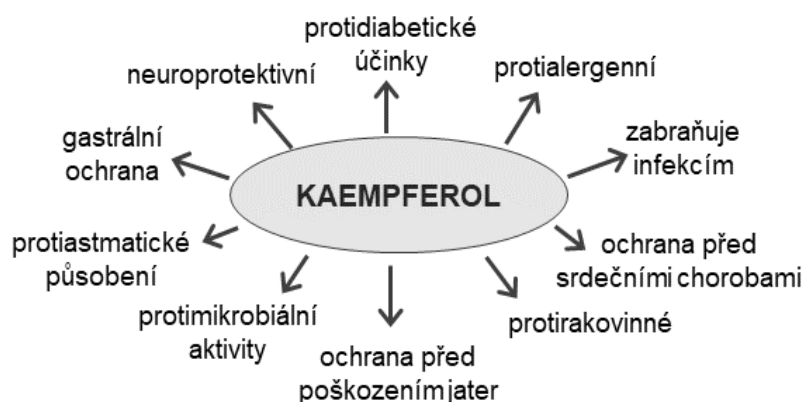 protidiabetické
účinky
neuroprotektivní
protialergenní
gastrální
ochrana
zabraňuje
infekcím
KAEMPFEROL
protiastmatické
působení
ochrana před
srdečními chorobami
protimikrobiální
aktivity
protirakovinné
ochrana před
poškozením jater